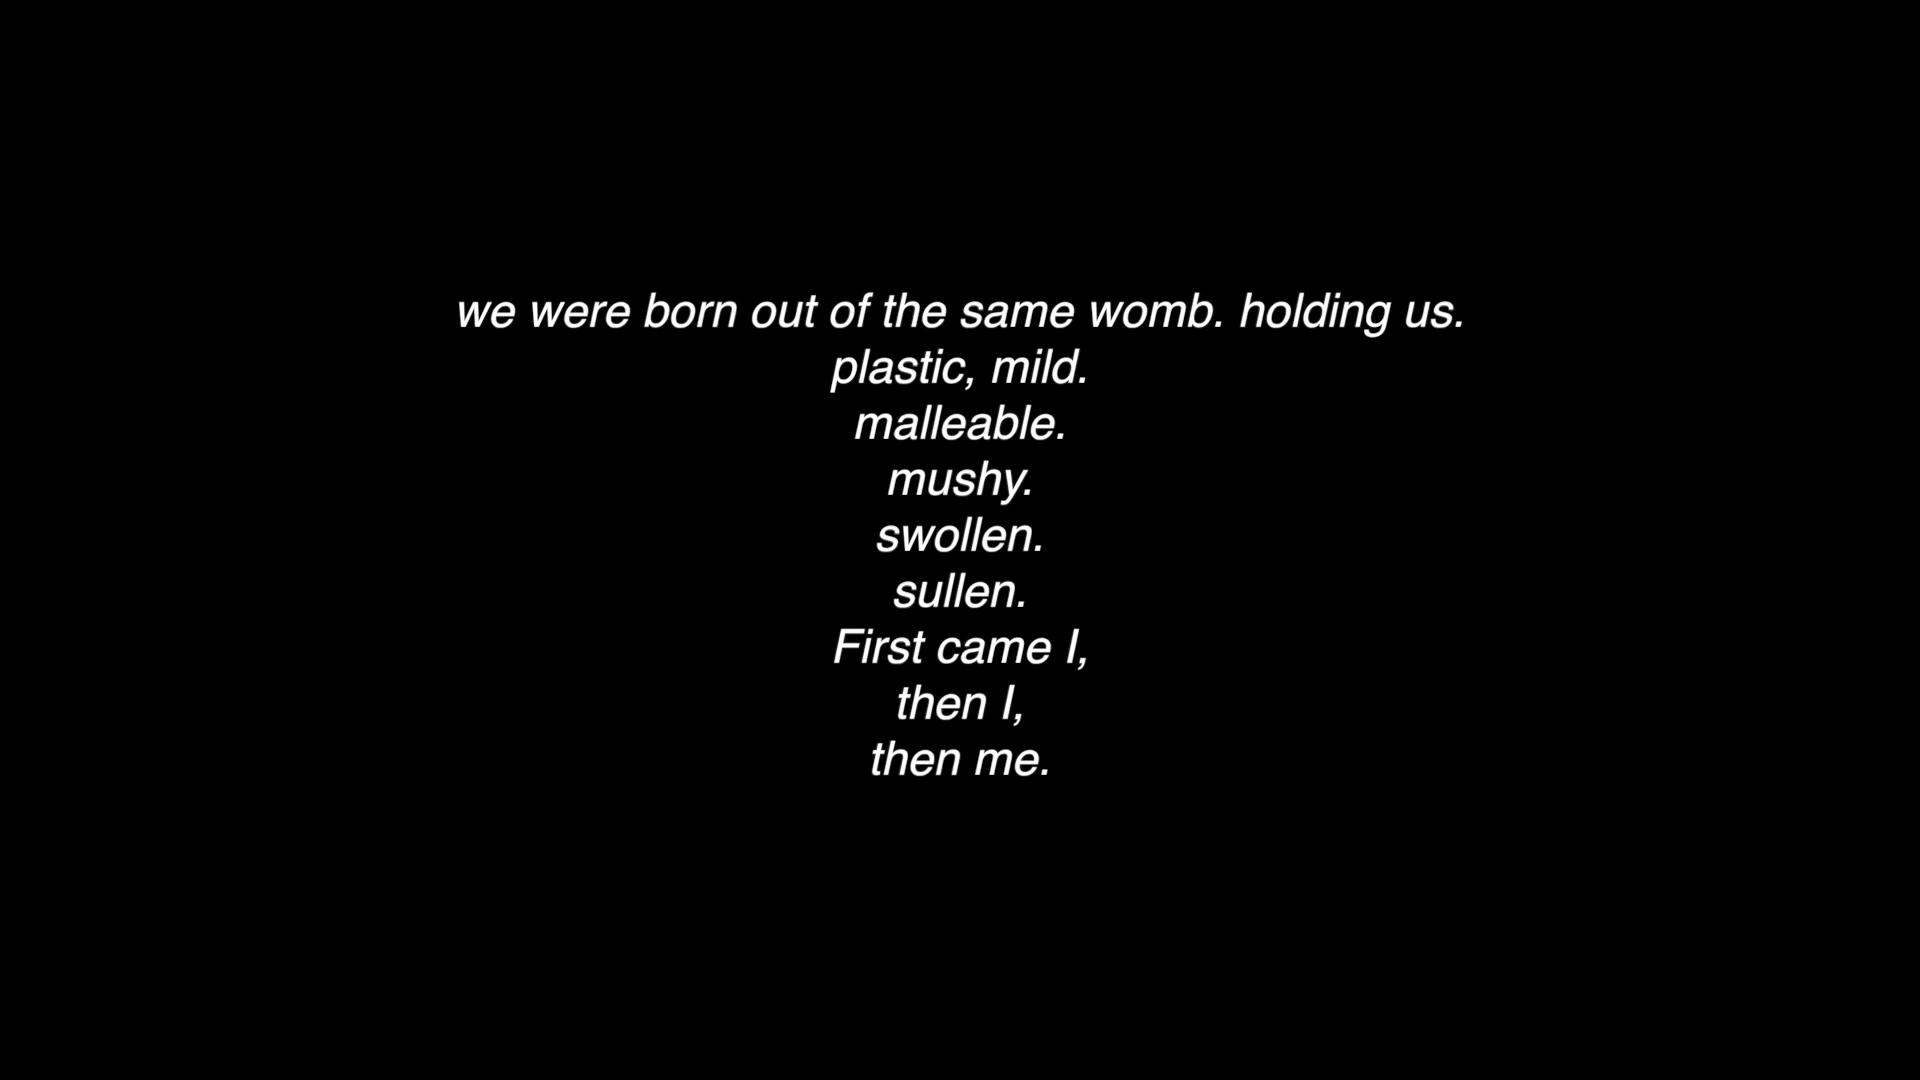 we were born out of the same womb. holding us.
plastic, mild.
malleable.
mushy.
swollen.
sullen.
First came I,
then I,
then me.